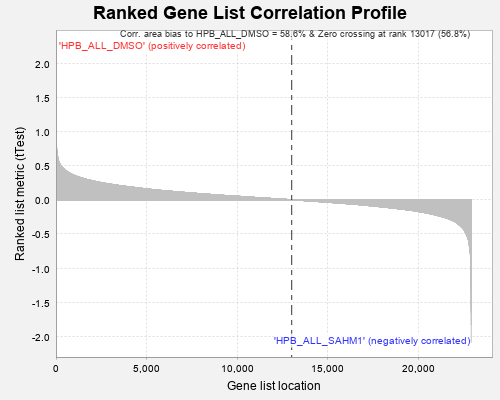 Ranked Gene List Correlation Profile
Corr. area bias to HPB_ALL_DMSO = 58.6% & Zero crossing at rank 13017 (56.8%)
'HPB_ALL_DMSO' (positively correlated)
2.0
1.5
1.0
0.5
0.0
-0.5
-1.0
-1.5
-2.0
Ranked list metric (tTest)
'HPB_ALL_SAHM1' (negatively correlated)
0
5,000
10,000
15,000
20,000
Gene list location